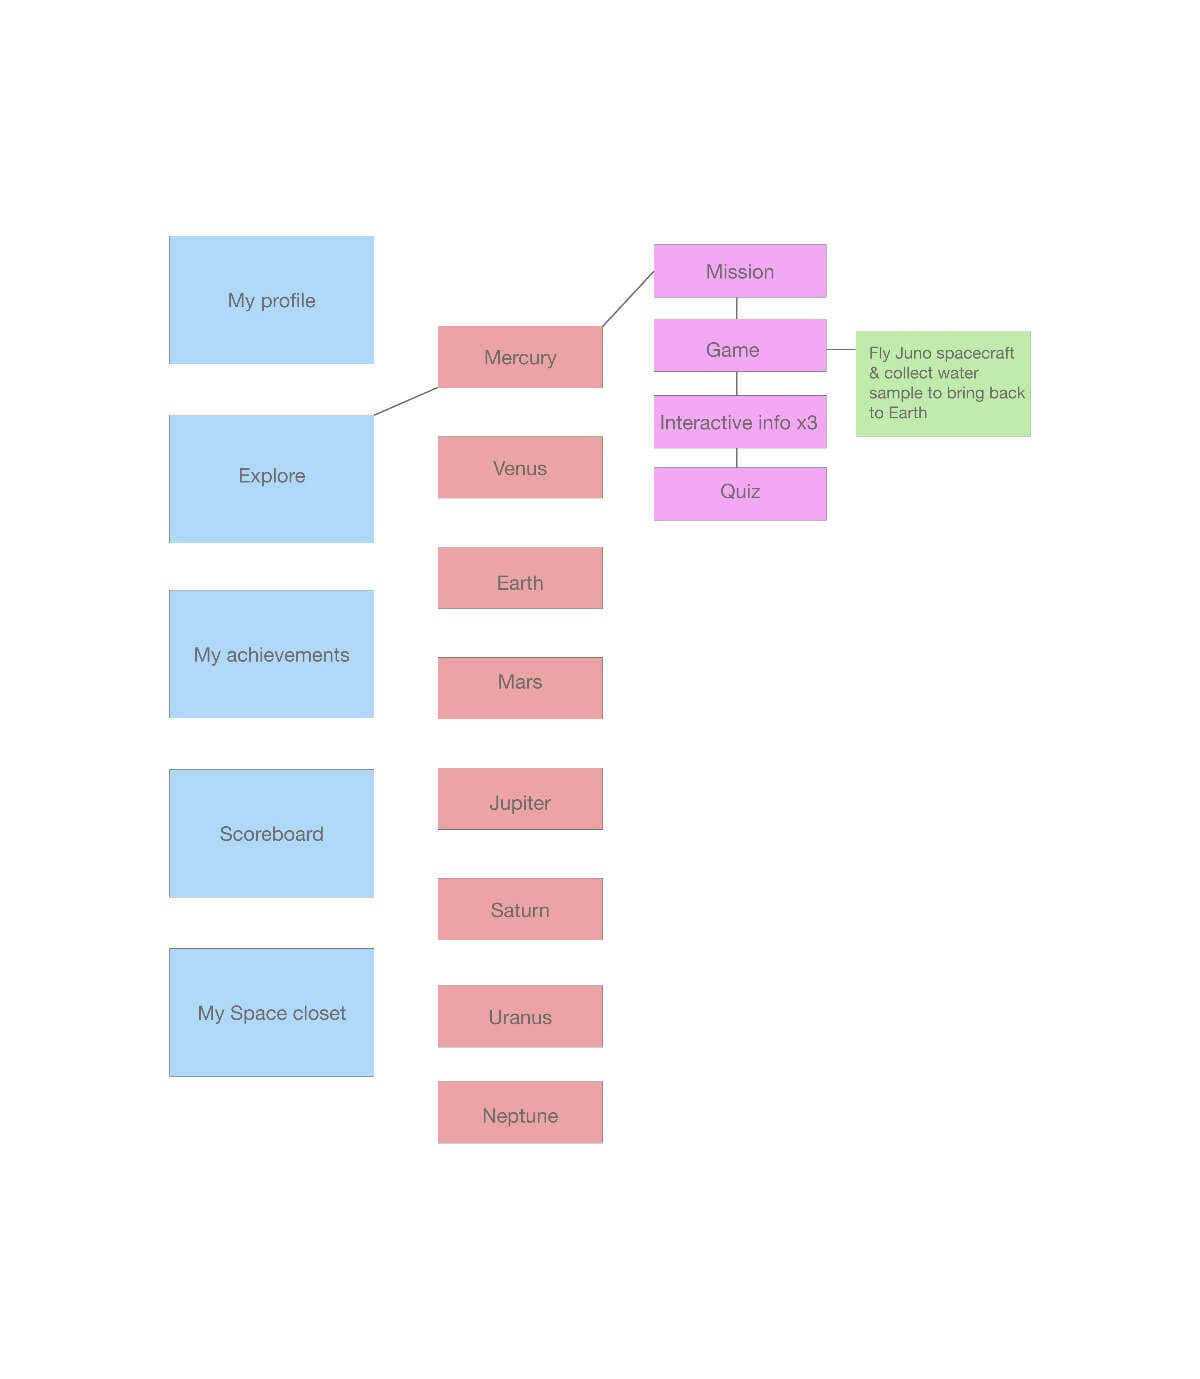 My profile
Explore
My achievements
Scoreboard
My Space closet
Mercury
Venus
Earth
Mars
Jupiter
Saturn
Uranus
Neptune
Mission
Game
Interactive info x3
Quiz
Fly Juno spacecraft
& collect water
sample to bring back
to Earth